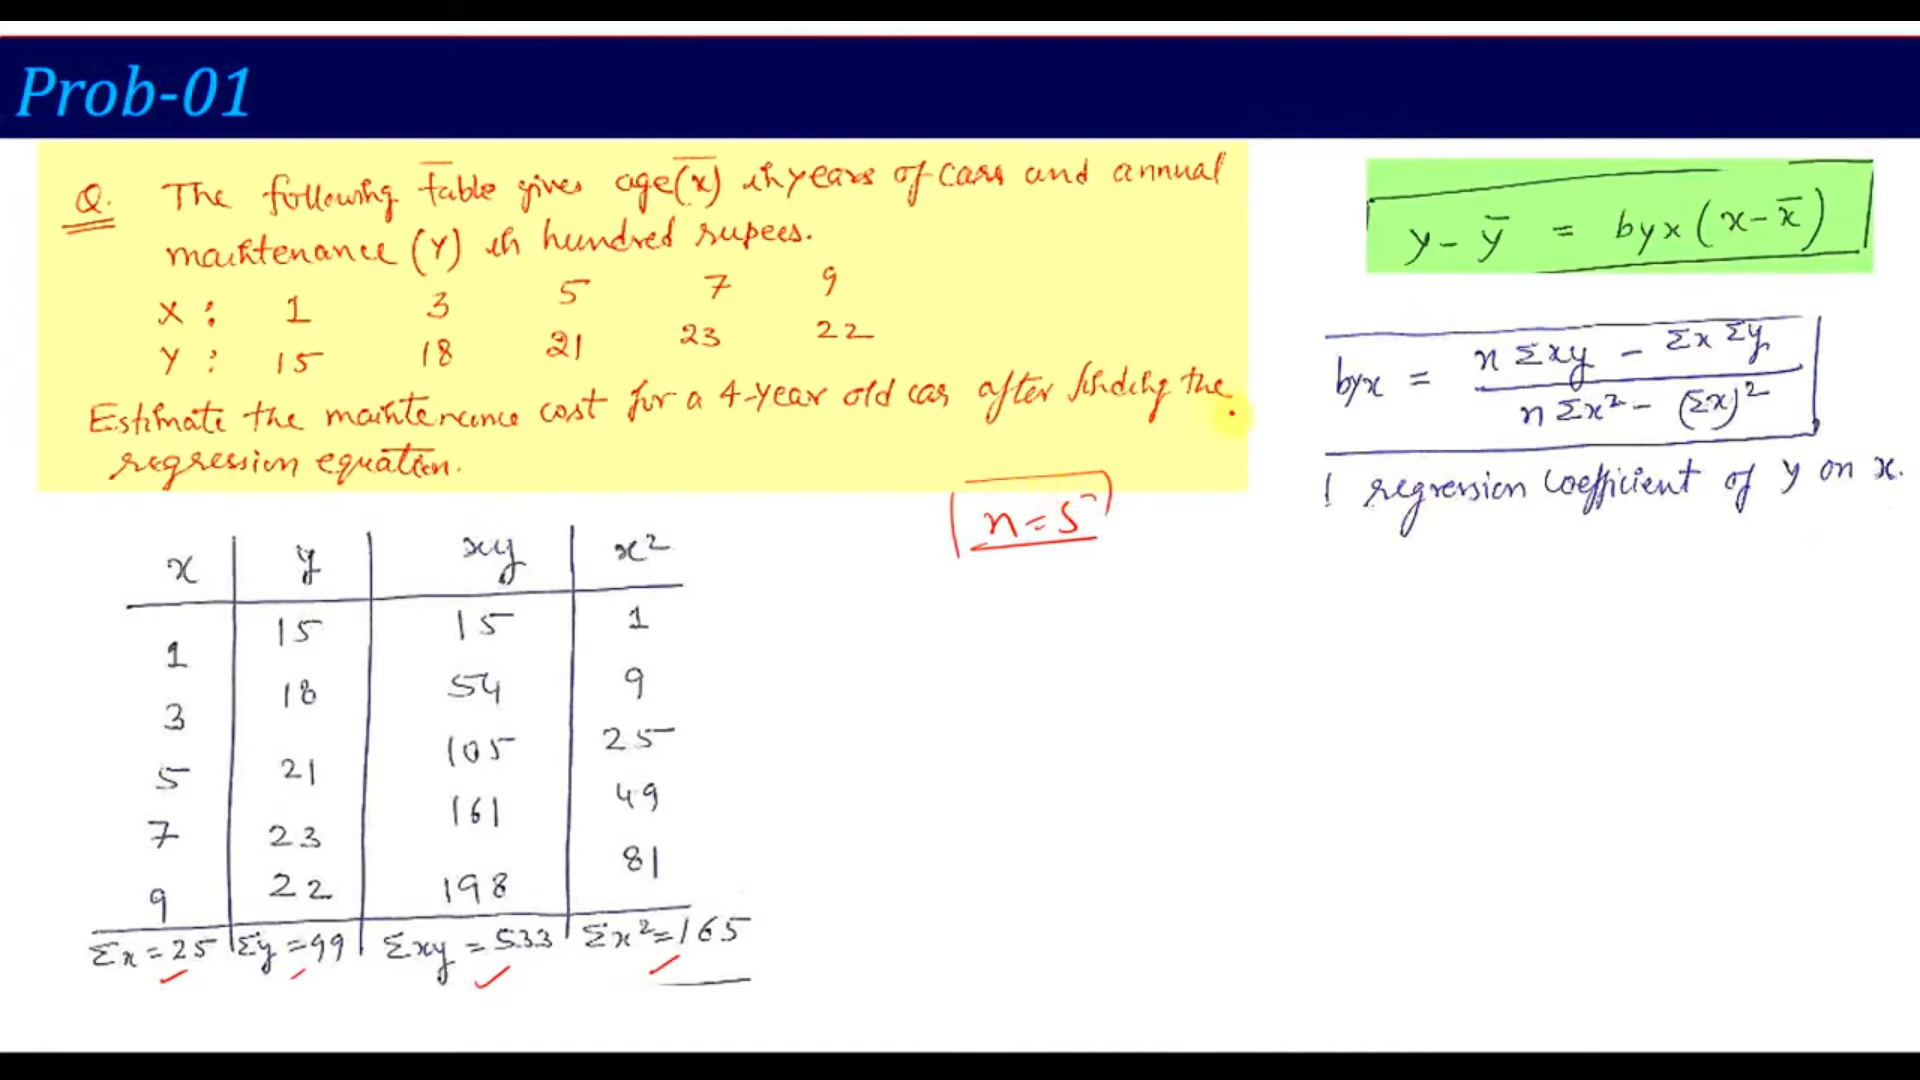 Prob-01
Q. The following Table gives age (x) in years of cars and annual
maintenance (Y) in hundred rupees.
X : 1 3 5 7 9
Y : 15 18 21 23 22
Estimate the maintenance cost for a 4-year old car after finding the
regression equation.
y - ȳ = byx (x - x̄)
byx = n Σxy - Σx Σy / n Σx² - (Σx)²
! regression coefficient of y on x.
n = 5
x y xy x²
1 15 15 1
3 18 54 9
5 21 105 25
7 23 161 49
9 22 198 81
Σx = 25 Σy = 99 Σxy = 533 Σx² = 165